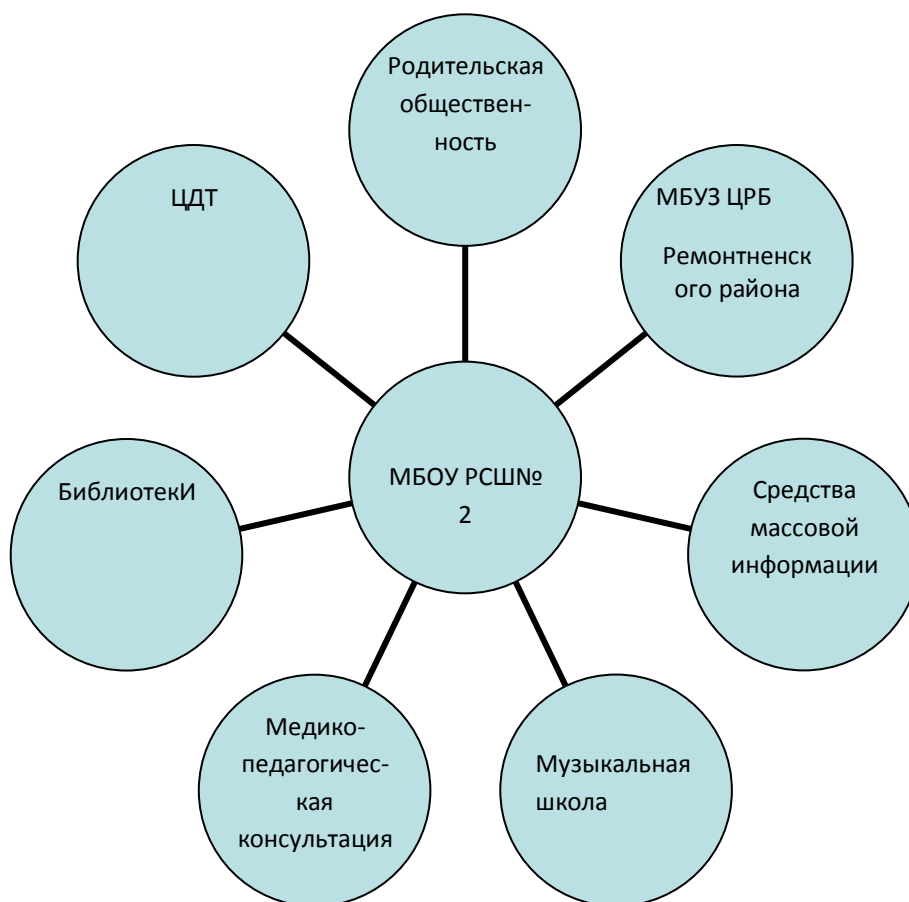 Родительская
обществен-
ность
ЦДТ
МБУЗ ЦРБ
Ремонтненск
ого района
БиблиотекИ
МБОУ РСШ№
2
Средства
массовой
информации
Медико-
педагогичес-
кая
консультация
Музыкальная
школа